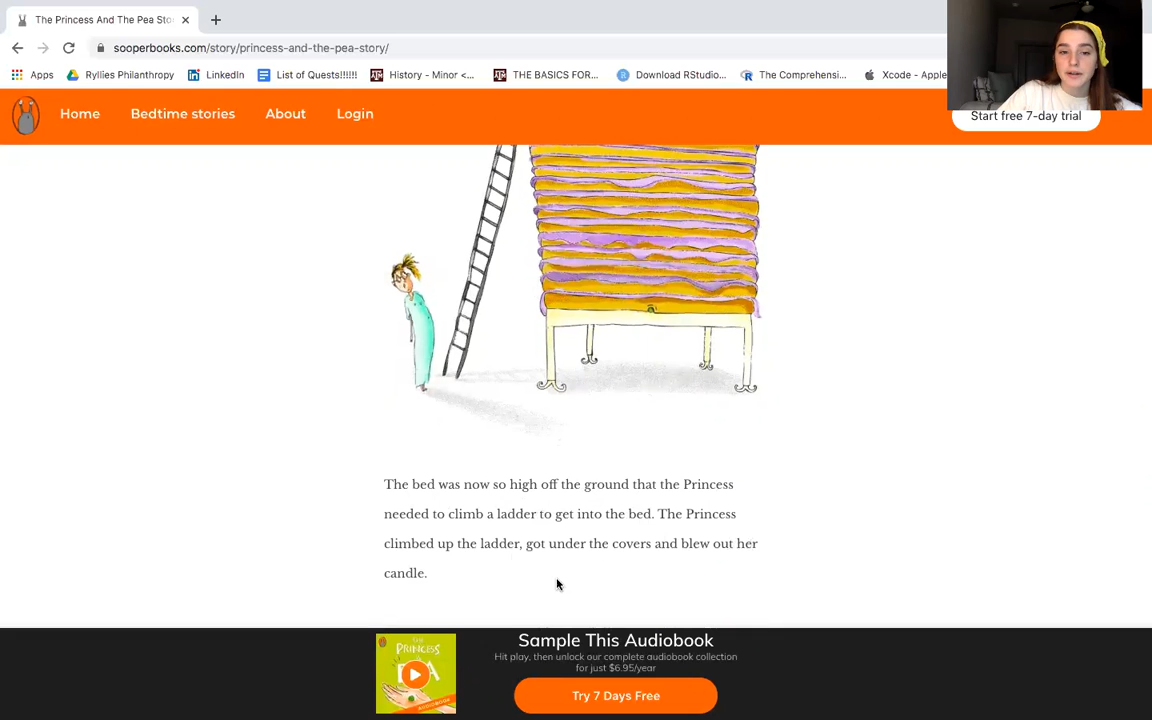 The Princess And The Pea Sto
sooperbooks.com/story/princess-and-the-pea-story/
Apps
Ryllies Philanthropy
LinkedIn
List of Quests!!!!!!
History - Minor <...
THE BASICS FOR...
Download RStudio...
The Comprehensi...
Xcode - Apple
Home
Bedtime stories
About
Login
Start free 7-day trial
The bed was now so high off the ground that the Princess
needed to climb a ladder to get into the bed. The Princess
climbed up the ladder, got under the covers and blew out her
candle.
PRINCESS
AUDIOBOOK
Sample This Audiobook
Hit play, then unlock our complete audiobook collection
for just $6.95/year
Try 7 Days Free